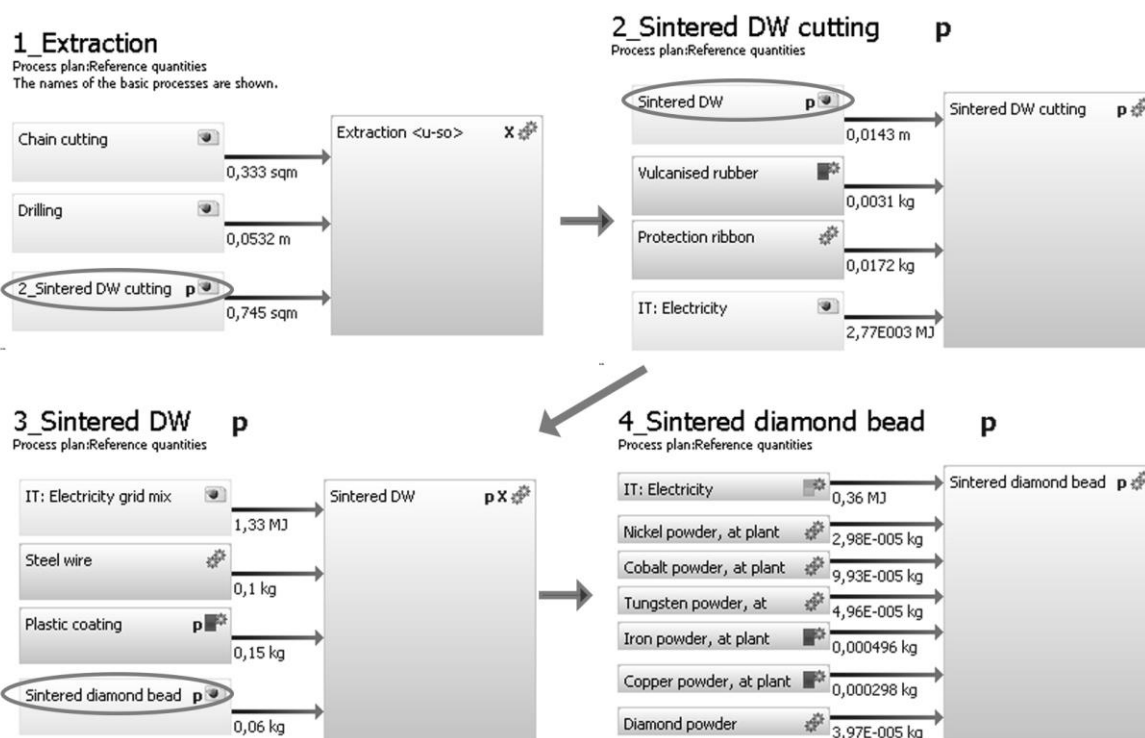 1_Extraction
Process plan:Reference quantities
The names of the basic processes are shown.
Chain cutting
0,333 sqm
Drilling
0,0532 m
2_Sintered DW cutting p
0,745 sqm
Extraction <u-so> X
2_Sintered DW cutting p
Process plan:Reference quantities
Sintered DW p
0,0143 m
Vulcanised rubber
0,0031 kg
Protection ribbon
0,0172 kg
IT: Electricity
2,77E003 MJ
Sintered DW cutting p
3_Sintered DW p
Process plan:Reference quantities
IT: Electricity grid mix
1,33 MJ
Steel wire
0,1 kg
Plastic coating p
0,15 kg
Sintered diamond bead p
0,06 kg
Sintered DW p X
4_Sintered diamond bead p
Process plan:Reference quantities
IT: Electricity
0,36 MJ
Nickel powder, at plant
2,98E-005 kg
Cobalt powder, at plant
9,93E-005 kg
Tungsten powder, at
4,96E-005 kg
Iron powder, at plant
0,000496 kg
Copper powder, at plant
0,000298 kg
Diamond powder
3,97E-005 kg
Sintered diamond bead p